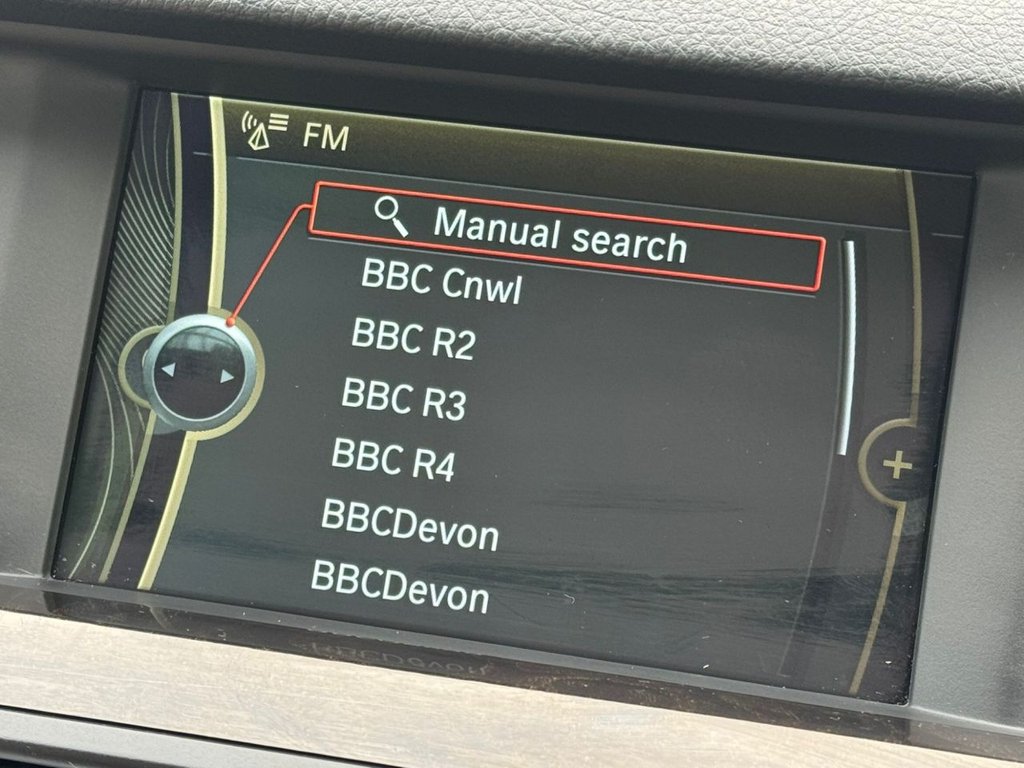 FM
Manual search
BBC Cnwl
BBC R2
BBC R3
BBC R4
BBCDevon
BBCDevon